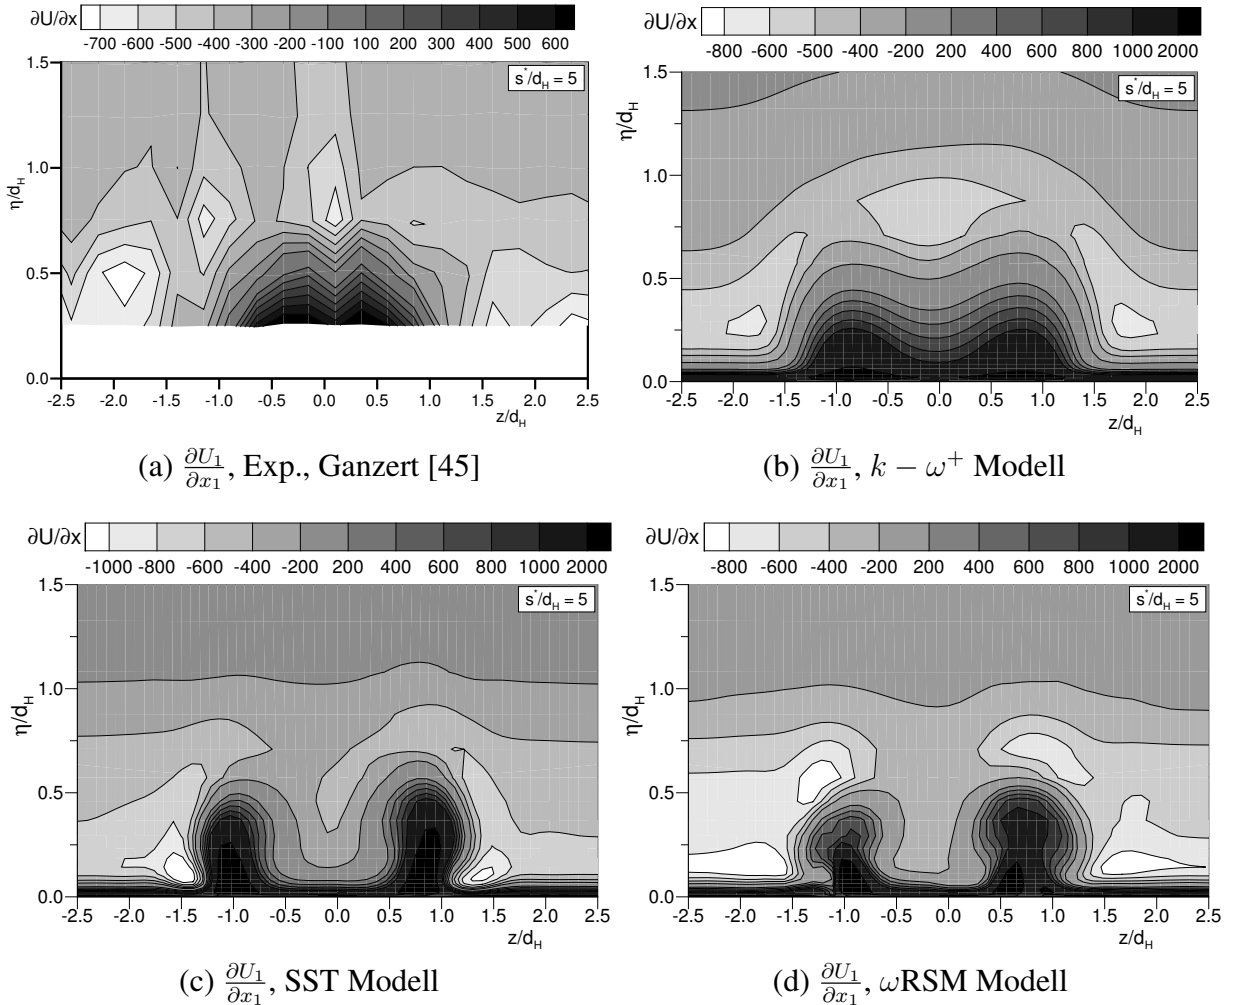 ∂U/∂x
-700 -600 -500 -400 -300 -100 100 200 300 400 500 600
s*/d_H = 5
η/d_H
1.5
1.0
0.5
0.0
-2.5 -2.0 -1.5 -1.0 -0.5 0.0 0.5 1.0 1.5 2.0 2.5
z/d_H
(a) ∂U₁/∂x₁, Exp., Ganzert [45]
∂U/∂x
-800 -600 -400 -200 200 400 600 800 1000 2000
s*/d_H = 5
η/d_H
1.5
1.0
0.5
0.0
-2.5 -2.0 -1.5 -1.0 -0.5 0.0 0.5 1.0 1.5 2.0 2.5
z/d_H
(b) ∂U₁/∂x₁, k − ω⁺ Modell
∂U/∂x
-1000 -800 -600 -400 -200 200 400 600 800 1000 2000
s*/d_H = 5
η/d_H
1.5
1.0
0.5
0.0
-2.5 -2.0 -1.5 -1.0 -0.5 0.0 0.5 1.0 1.5 2.0 2.5
z/d_H
(c) ∂U₁/∂x₁, SST Modell
∂U/∂x
-800 -600 -400 -200 200 400 600 800 1000 2000
s*/d_H = 5
η/d_H
1.5
1.0
0.5
0.0
-2.5 -2.0 -1.5 -1.0 -0.5 0.0 0.5 1.0 1.5 2.0 2.5
z/d_H
(d) ∂U₁/∂x₁, ωRSM Modell